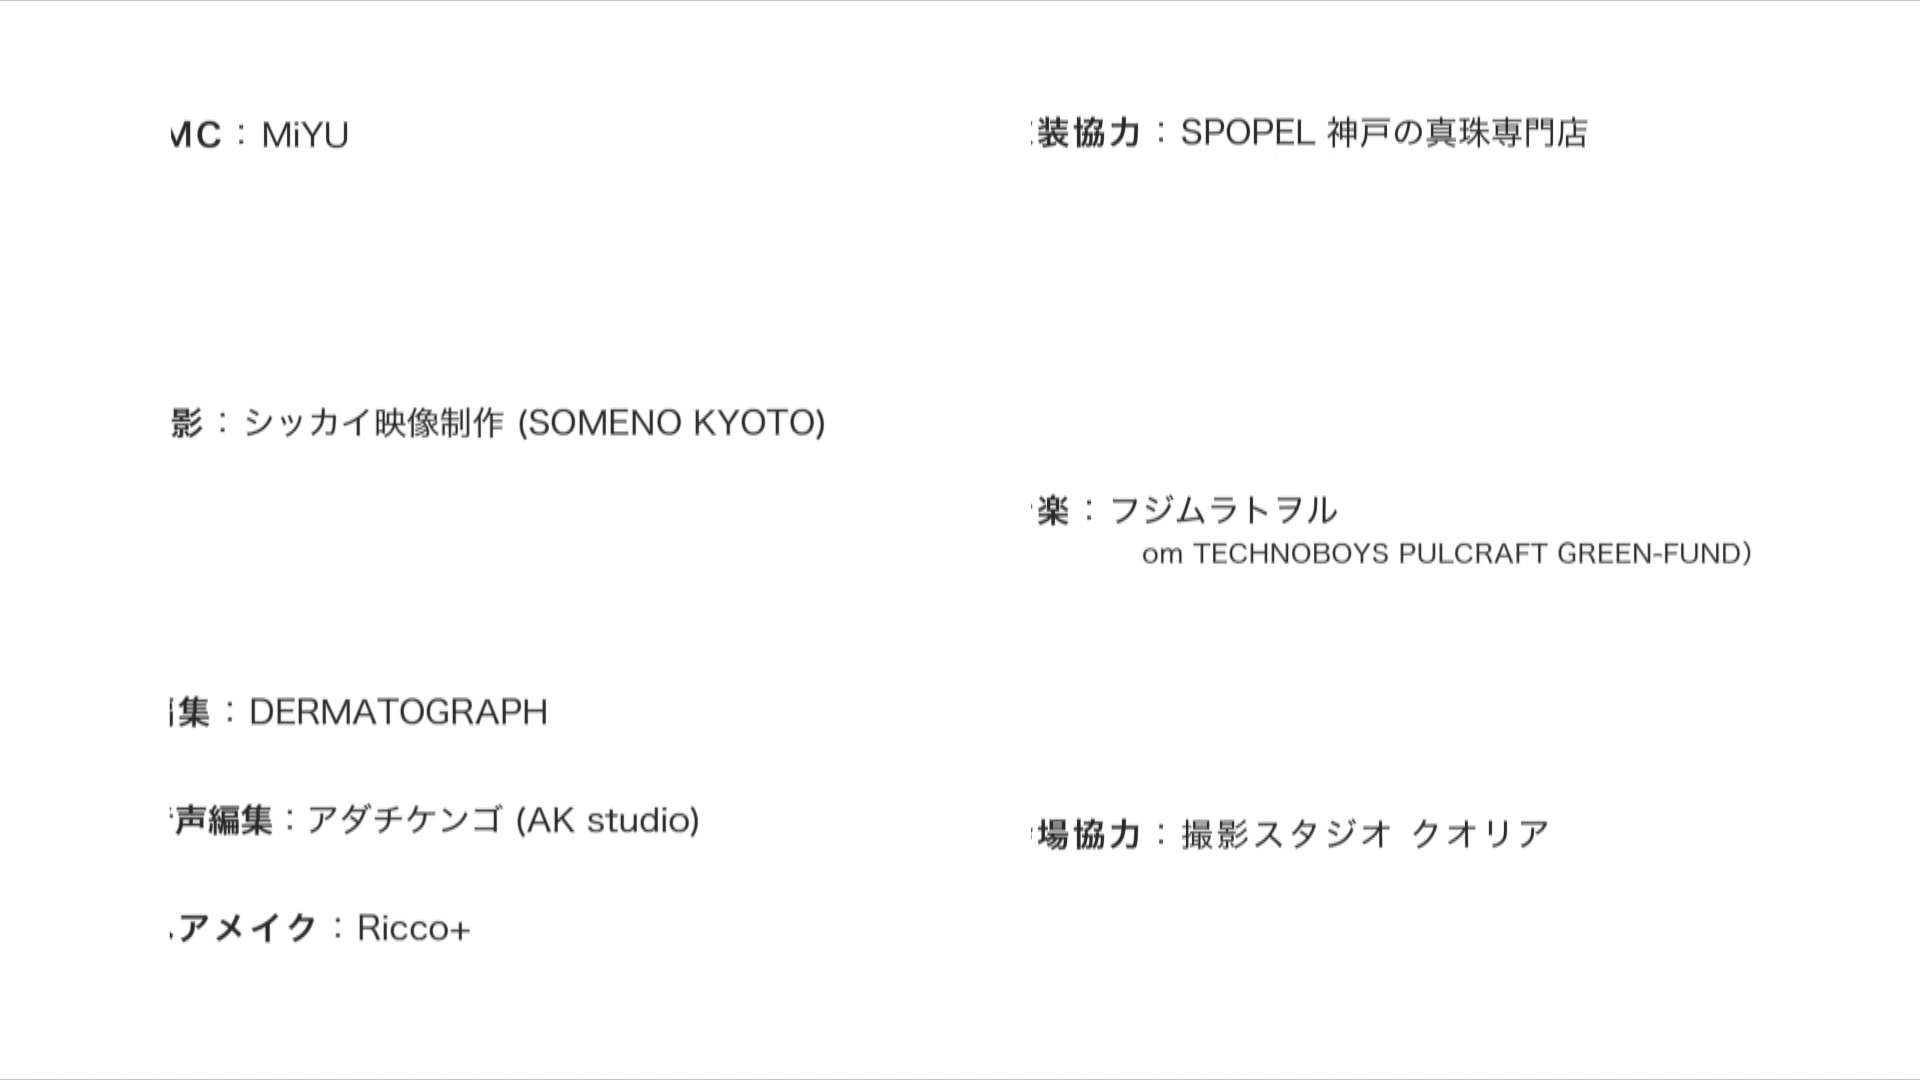 MC：MiYU
影：シッカイ映像制作 (SOMENO KYOTO)
集：DERMATOGRAPH
声編集：アダチケンゴ (AK studio)
アメイク：Ricco+
装協力：SPOPEL 神戸の真珠専門店
楽：フジムラトヲル
om TECHNOBOYS PULCRAFT GREEN-FUND）
場協力：撮影スタジオ クオリア